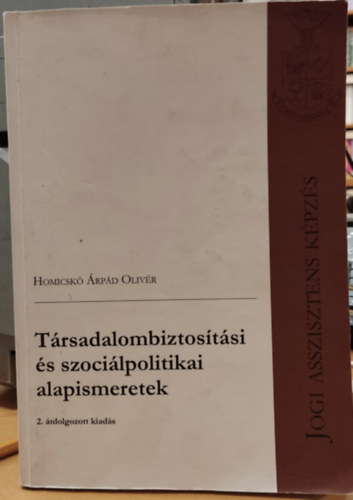 HOMICSKÓ ÁRPÁD OLIVÉR
Társadalombiztosítási
és szociálpolitikai
alapismeretek
2. átdolgozott kiadás
JOGI ASSZISZTENS KÉPZÉS